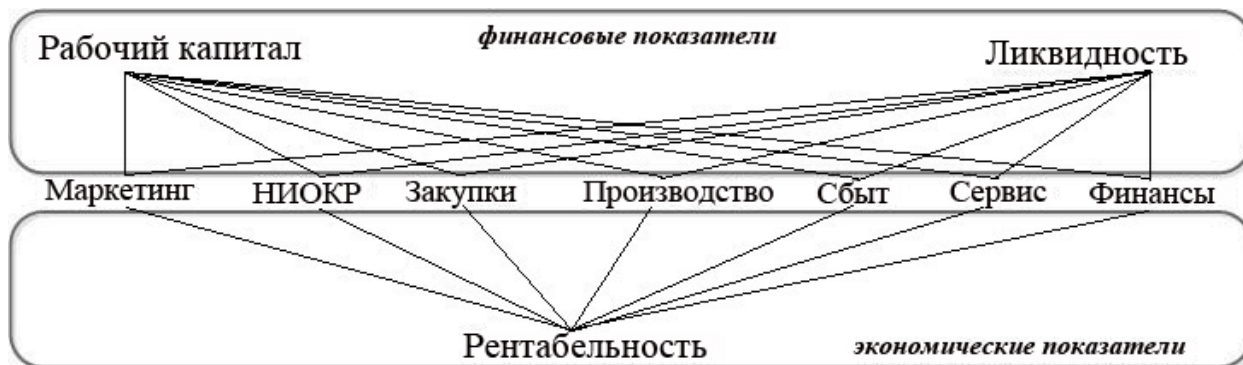 финансовые показатели
Рабочий капитал
Ликвидность
Маркетинг НИОКР Закупки Производство Сбыт Сервис Финансы
Рентабельность
экономические показатели